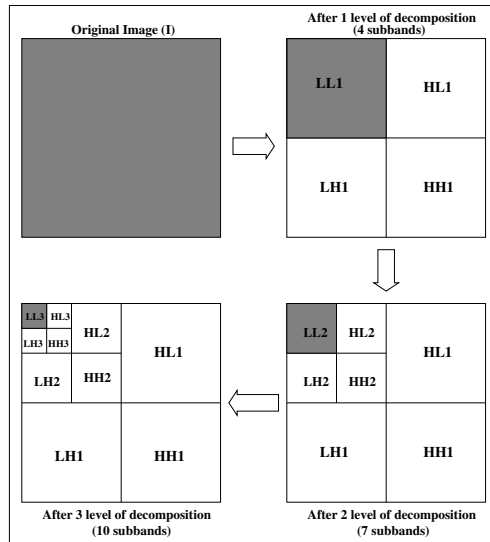 Original Image (I)
After 1 level of decomposition
(4 subbands)
LL1
HL1
LH1
HH1
LL3
HL3
LH3
HH3
HL2
LH2
HH2
HL1
LH1
HH1
After 3 level of decomposition
(10 subbands)
LL2
HL2
LH2
HH2
HL1
LH1
HH1
After 2 level of decomposition
(7 subbands)